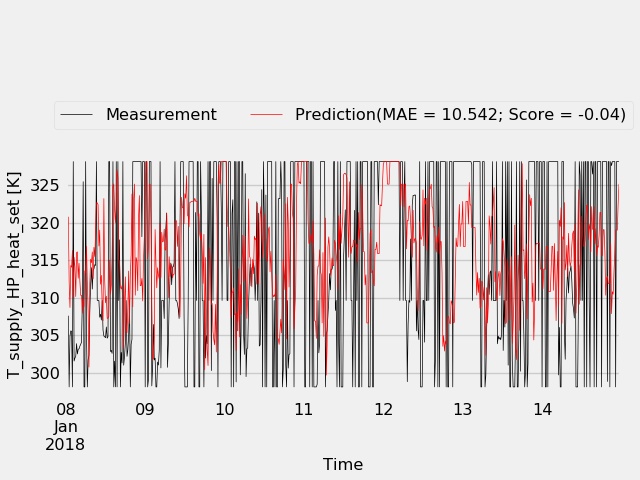 Measurement
Prediction(MAE = 10.542; Score = -0.04)
T_supply_HP_heat_set [K]
325
320
315
310
305
300
08 09 10 11 12 13 14
Jan
2018
Time